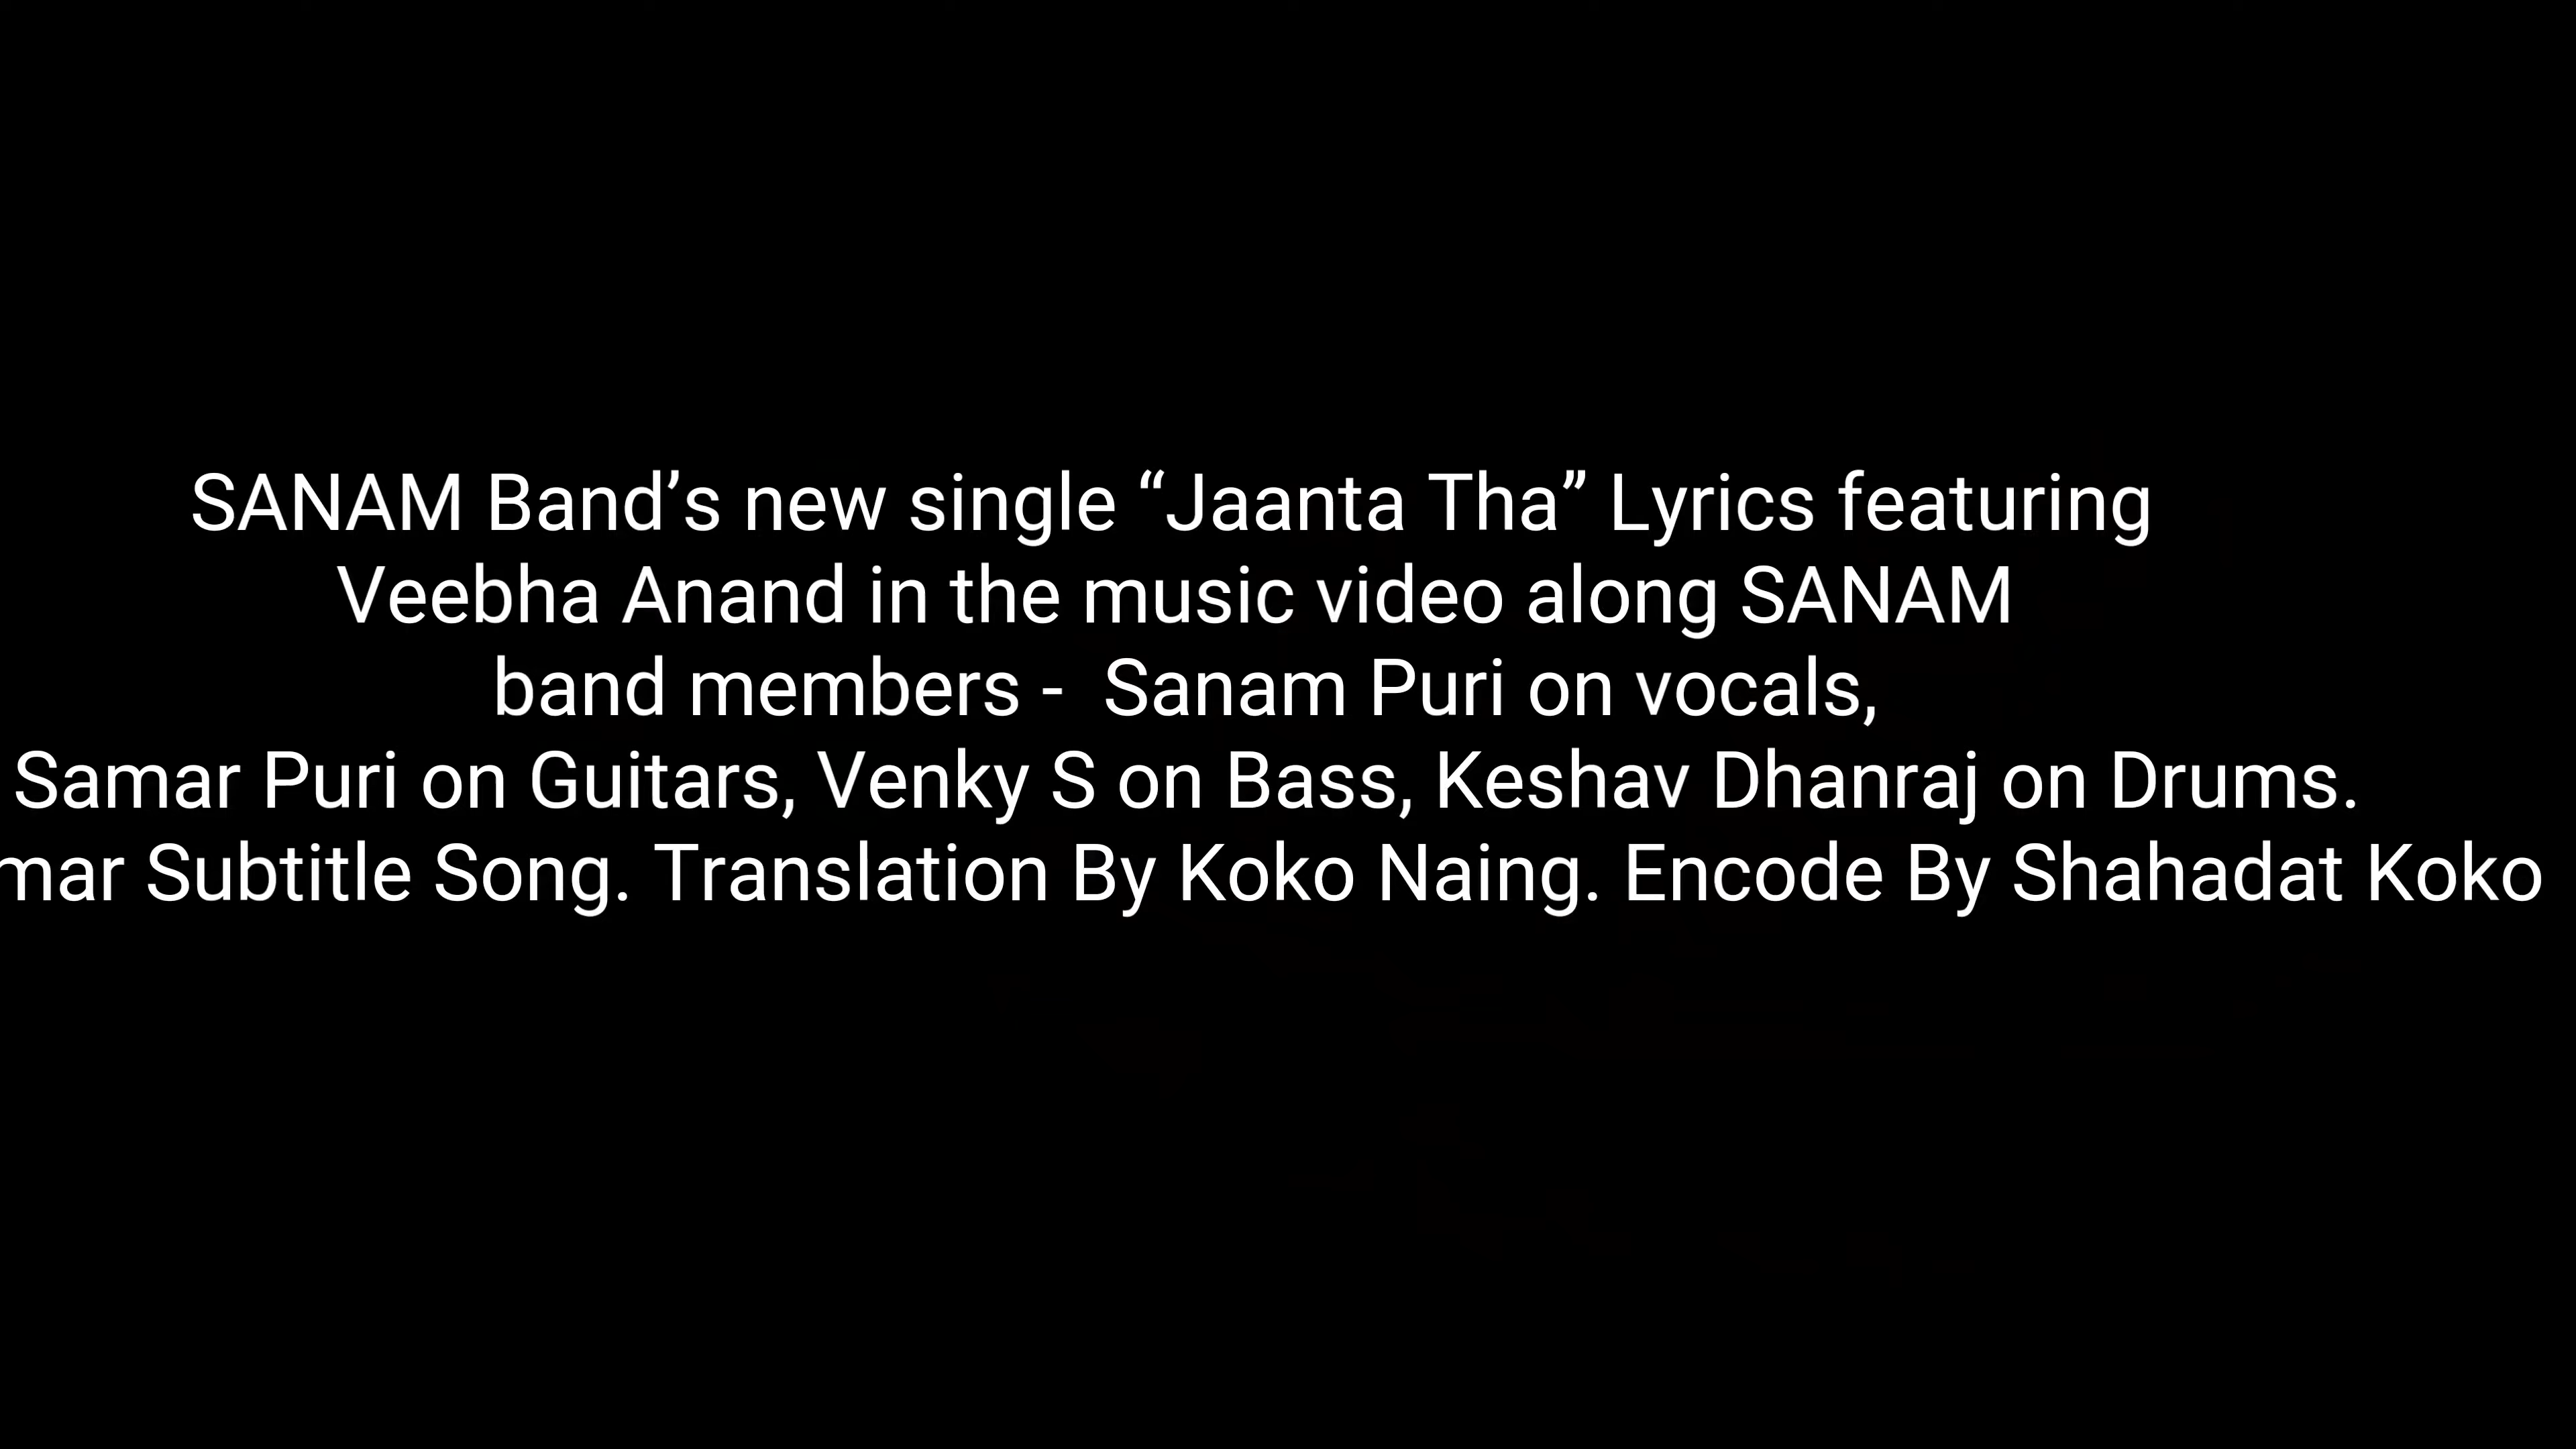 SANAM Band’s new single “Jaanta Tha” Lyrics featuring
Veebha Anand in the music video along SANAM
band members -  Sanam Puri on vocals,
Samar Puri on Guitars, Venky S on Bass, Keshav Dhanraj on Drums.
Subtitle Song. Translation By Koko Naing. Encode By Shahadat Koko